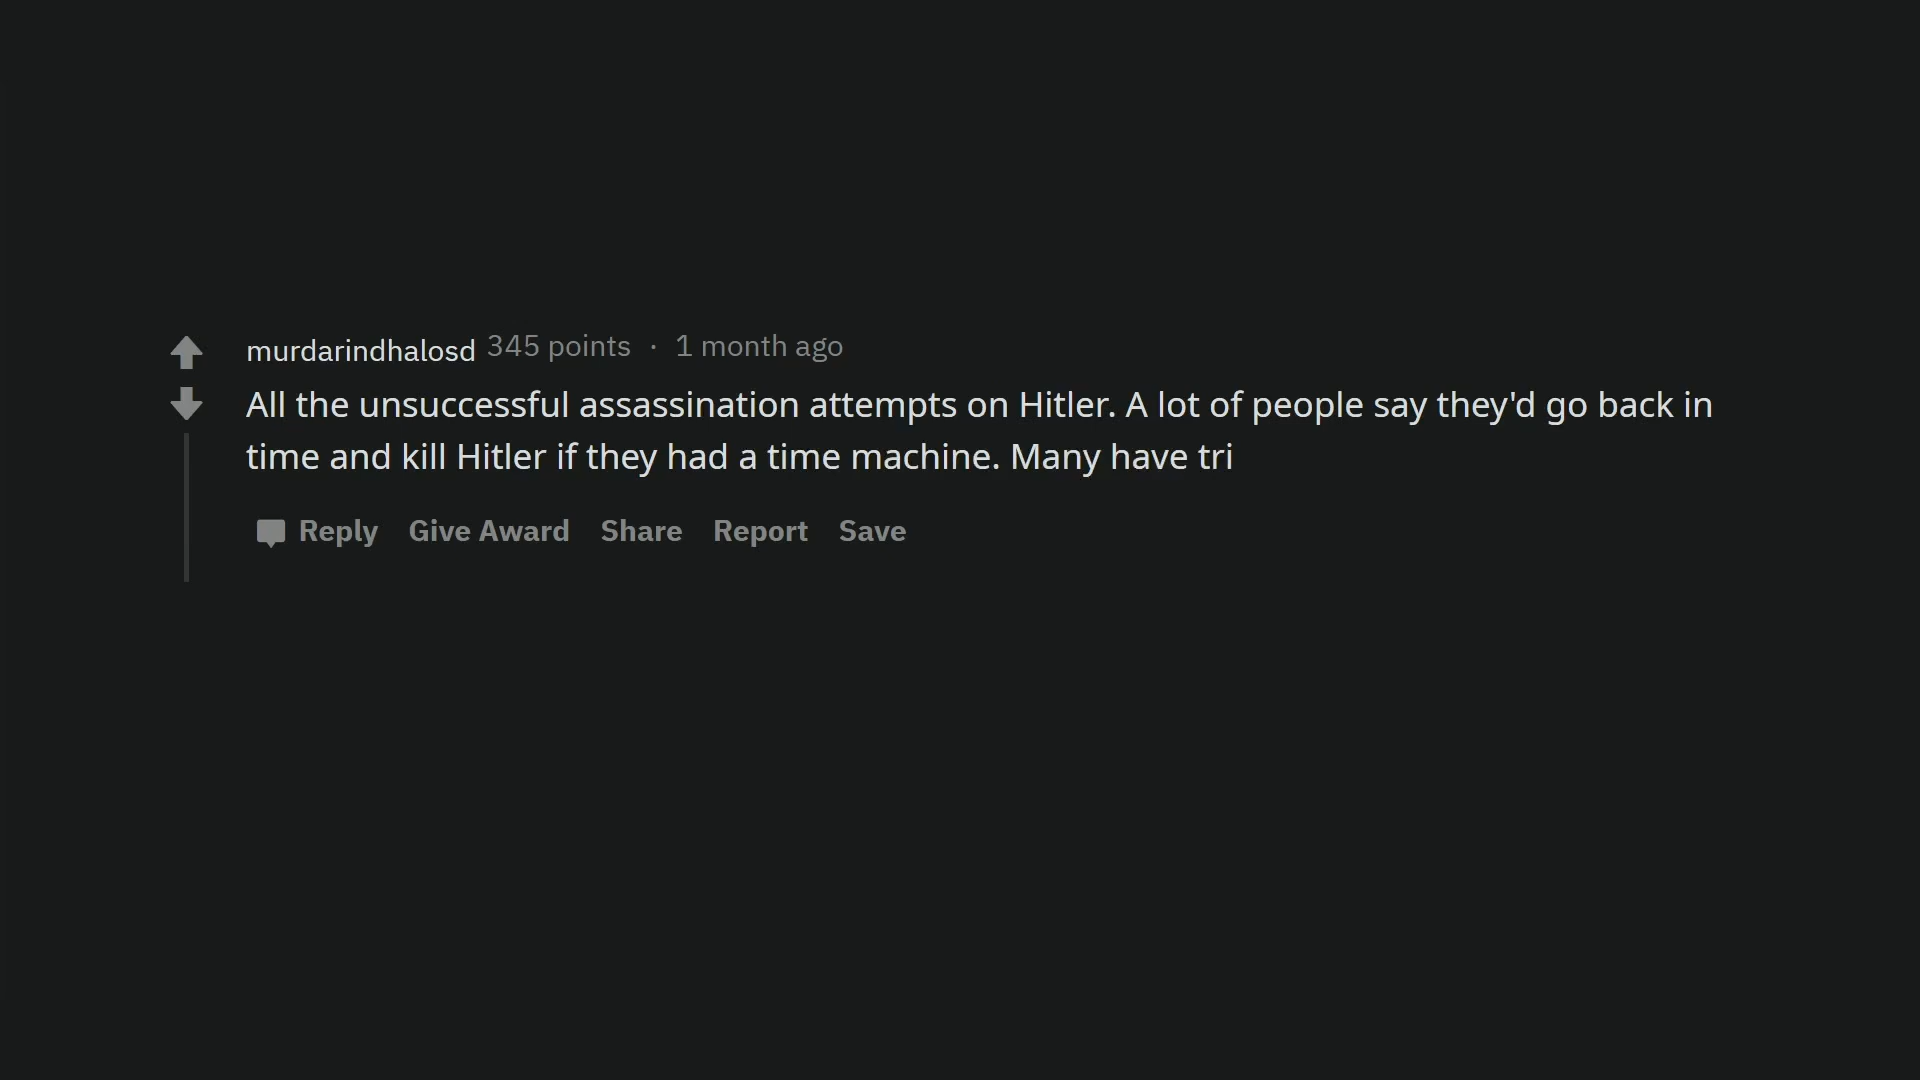 murdarindhalosd 345 points · 1 month ago
All the unsuccessful assassination attempts on Hitler. A lot of people say they'd go back in
time and kill Hitler if they had a time machine. Many have tri
Reply Give Award Share Report Save